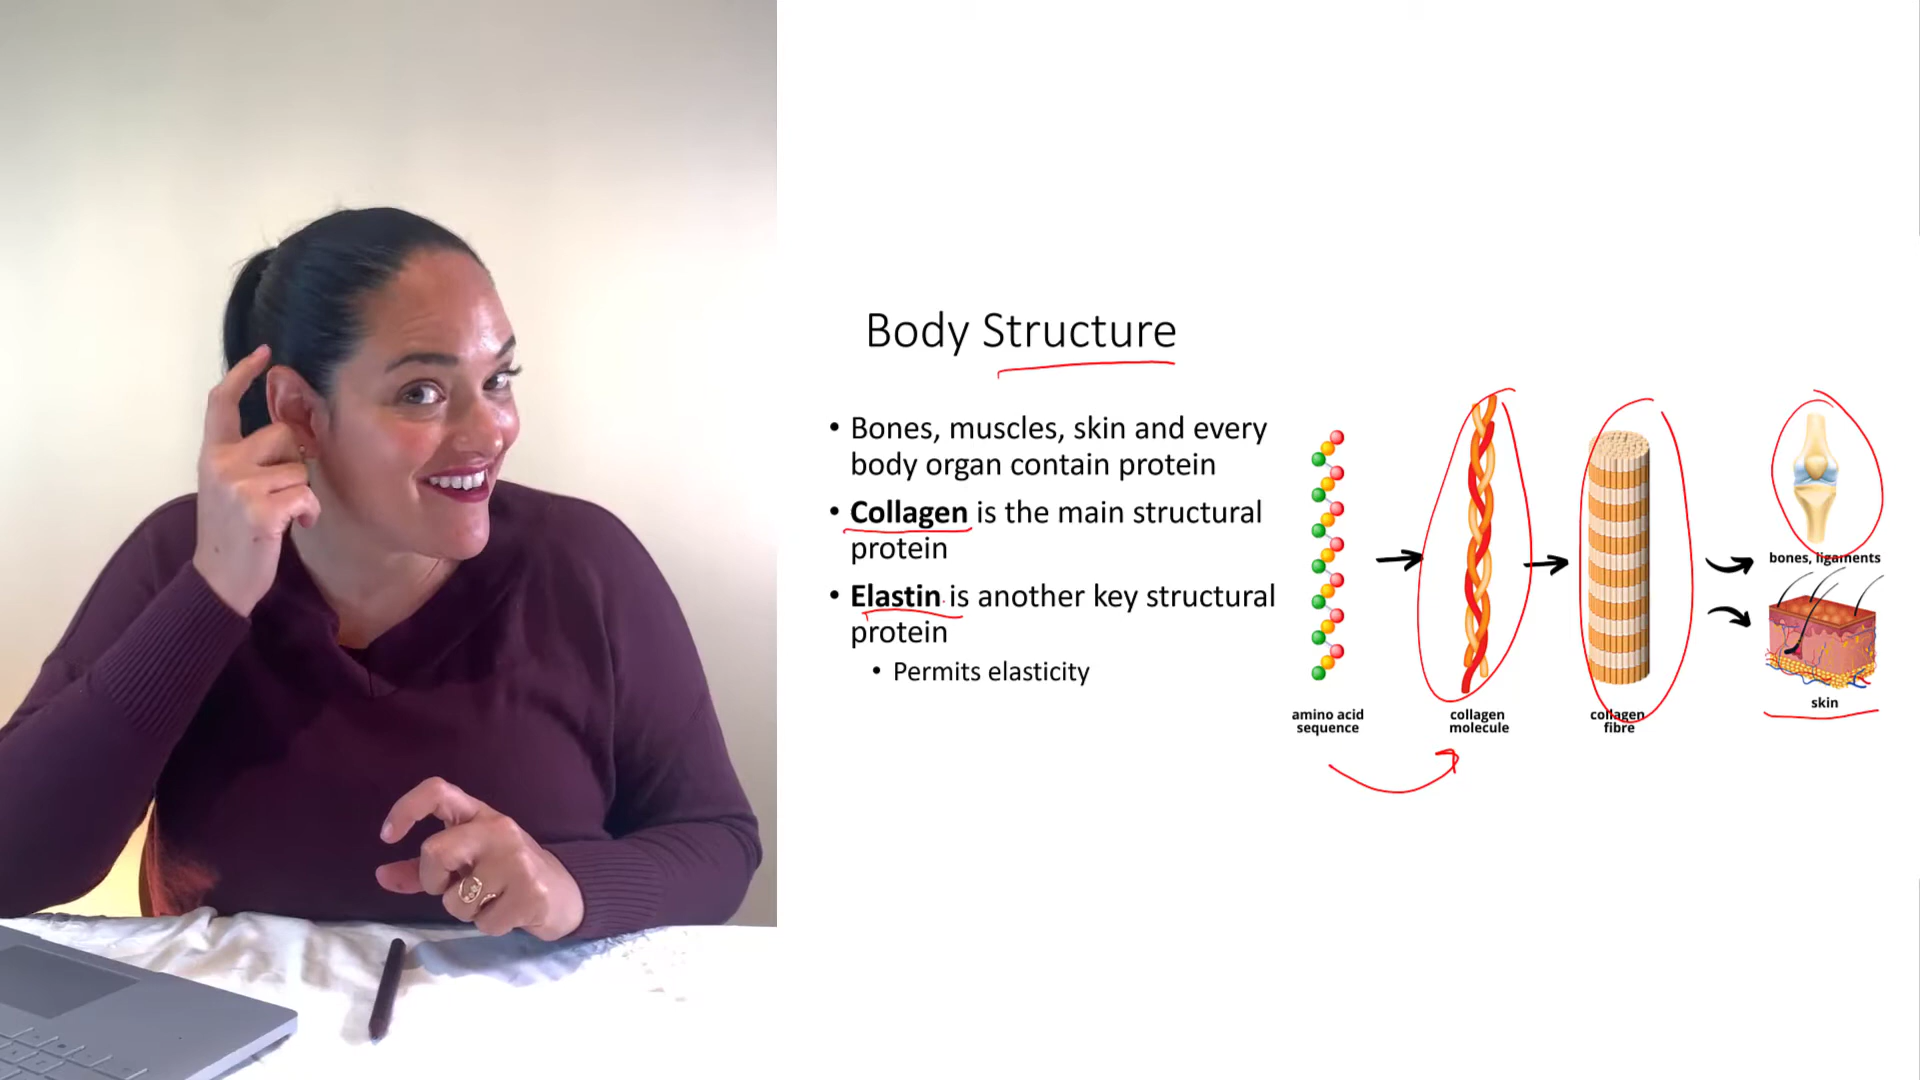 Body Structure
• Bones, muscles, skin and every
body organ contain protein
• Collagen is the main structural
protein
• Elastin is another key structural
protein
• Permits elasticity
amino acid
sequence
collagen
molecule
collagen
fibre
bones, ligaments
skin